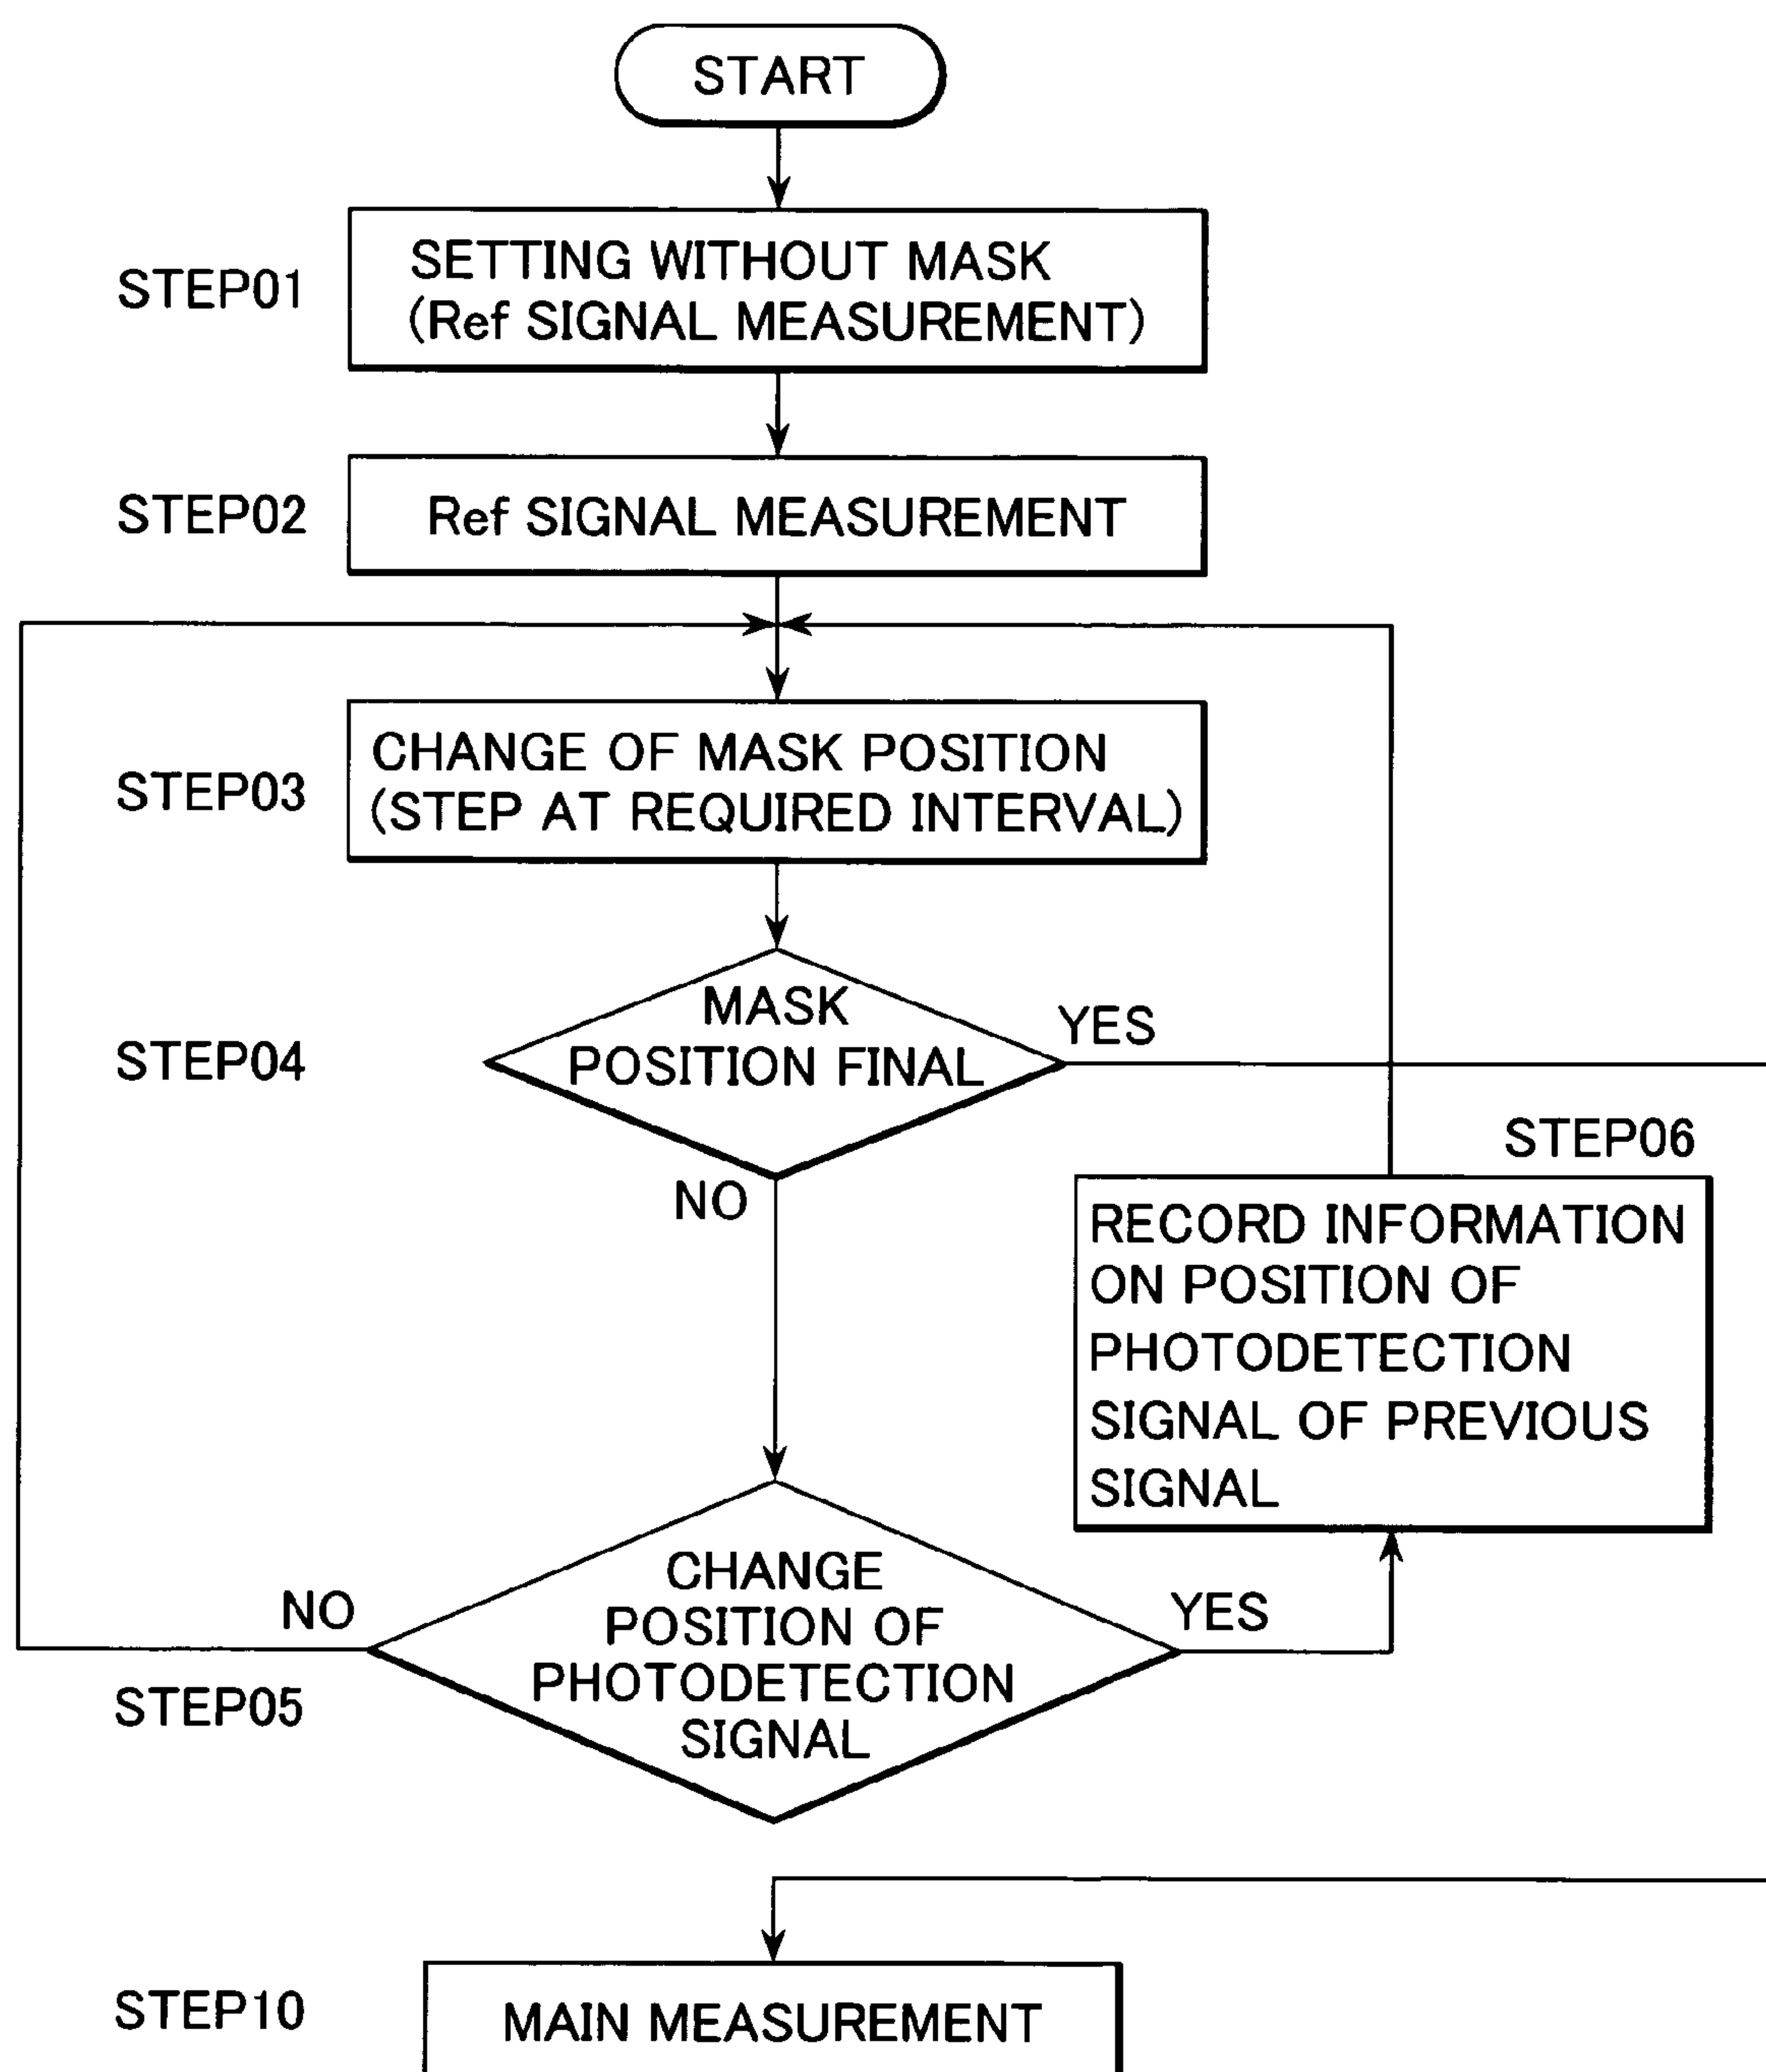 START
STEP01
SETTING WITHOUT MASK
(Ref SIGNAL MEASUREMENT)
STEP02
Ref SIGNAL MEASUREMENT
STEP03
CHANGE OF MASK POSITION
(STEP AT REQUIRED INTERVAL)
STEP04
MASK
POSITION FINAL
YES
NO
STEP06
RECORD INFORMATION
ON POSITION OF
PHOTODETECTION
SIGNAL OF PREVIOUS
SIGNAL
STEP05
CHANGE
POSITION OF
PHOTODETECTION
SIGNAL
NO
YES
STEP10
MAIN MEASUREMENT